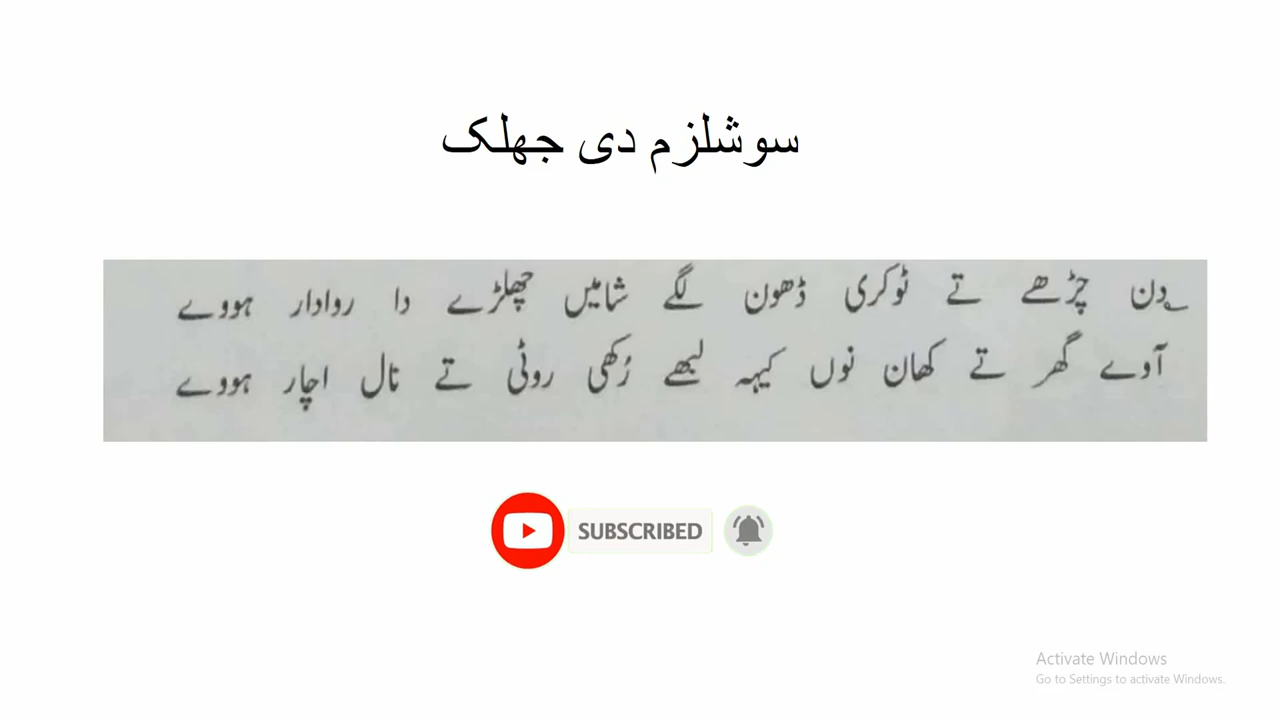 سوشلزم دی جھلک
دن چڑھے تے ٹوکری ڈھون لگے شامیں چھلڑے دا روادار ہووے
آوے گھر تے کھان نوں کیہہ لبھے رُکھی روٹی تے نال اچار ہووے
SUBSCRIBED
Activate Windows
Go to Settings to activate Windows.